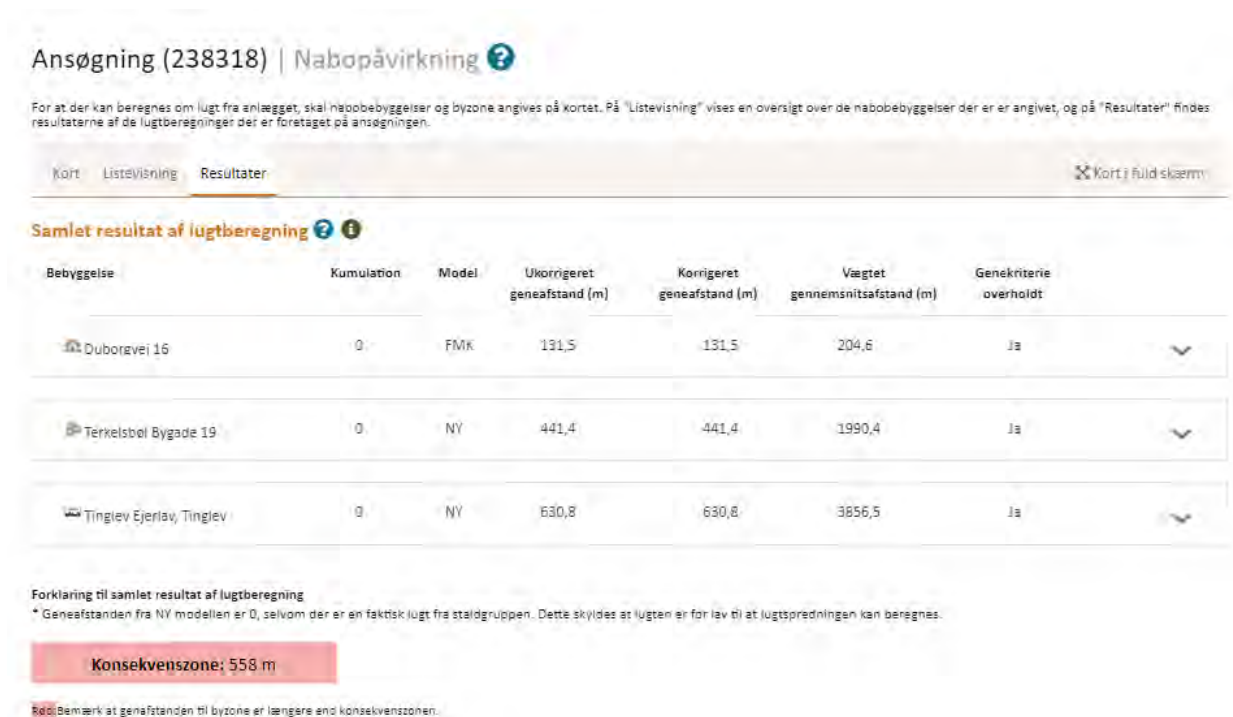 Ansøgning (238318) | Nabopåvirkning ?
For at der kan beregnes om lugt fra anlægget, skal nabobebyggelser og byzone angives på kortet. På "Listevisning" vises en oversigt over de nabobebyggelser der er er angivet, og på "Resultater" findes
resultaterne af de lugtberegninger der er foretaget på ansøgningen.
Kort Listevisning Resultater Kort i fuld skærm
Samlet resultat af lugtberegning ? i
Bebyggelse Kumulation Model Ukorrigeret Korrigeret Vægtet Genekriterie
geneafstand (m) geneafstand (m) gennemsnitsafstand (m) overholdt
Duborgvej 16 0 FMK 131,5 131,5 204,6 Ja
Terkelsbøl Bygade 19 0 NY 441,4 441,4 1990,4 Ja
Tinglev Ejerlav, Tinglev 0 NY 630,8 630,8 3856,5 Ja
Forklaring til samlet resultat af lugtberegning
* Geneafstanden fra NY modellen er 0, selvom der er en faktisk lugt fra staldgruppen. Dette skyldes at lugten er for lav til at lugtspredningen kan beregnes.
Konsekvenszone: 558 m
Rød: Bemærk at genafstanden til byzone er længere end konsekvenszonen.